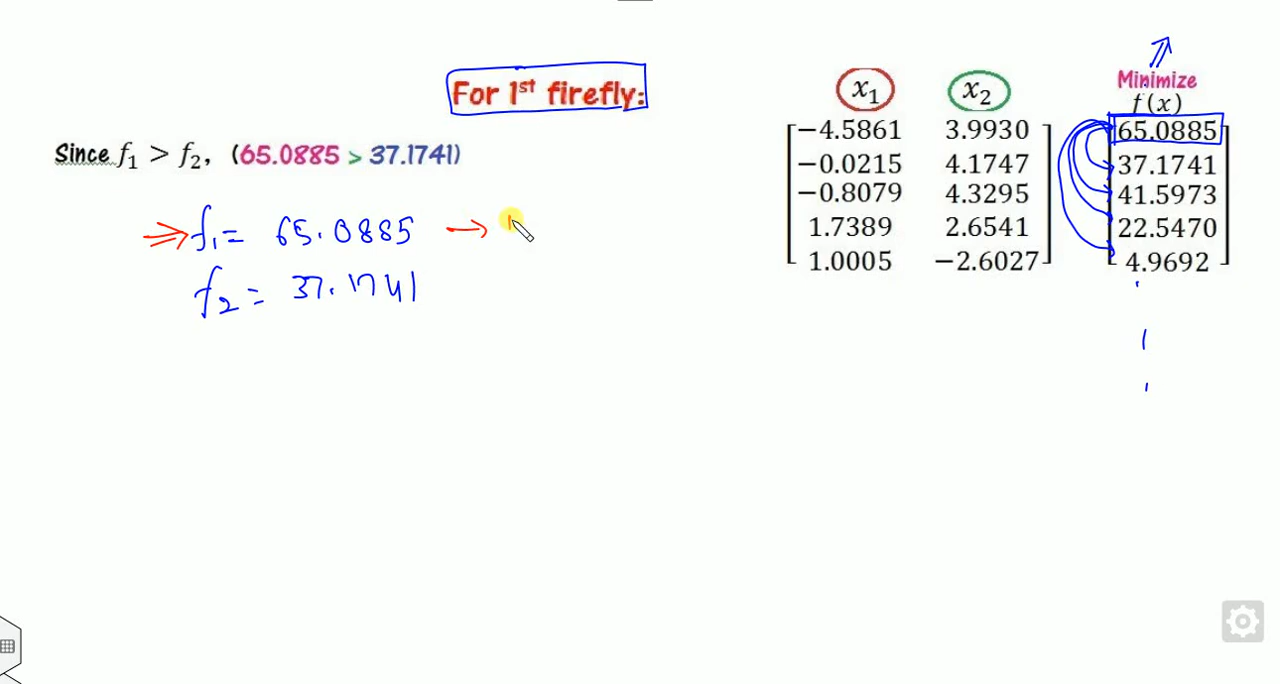 For 1st firefly:
Since f₁ > f₂, (65.0885 > 37.1741)
f₁ = 65.0885 →
f₂ = 37.1741
x₁ x₂ Minimize
f(x)
−4.5861 3.9930 65.0885
−0.0215 4.1747 37.1741
−0.8079 4.3295 41.5973
1.7389 2.6541 22.5470
1.0005 −2.6027 4.9692